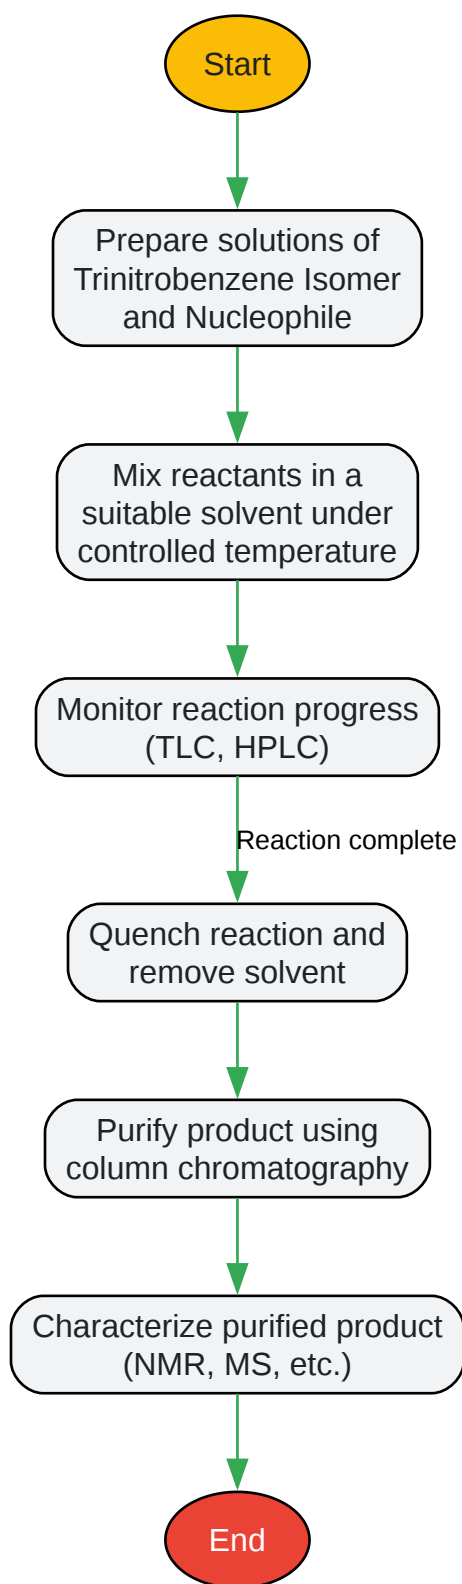 Start
Prepare solutions of
Trinitrobenzene Isomer
and Nucleophile
Mix reactants in a
suitable solvent under
controlled temperature
Monitor reaction progress
(TLC, HPLC)
Reaction complete
Quench reaction and
remove solvent
Purify product using
column chromatography
Characterize purified product
(NMR, MS, etc.)
End